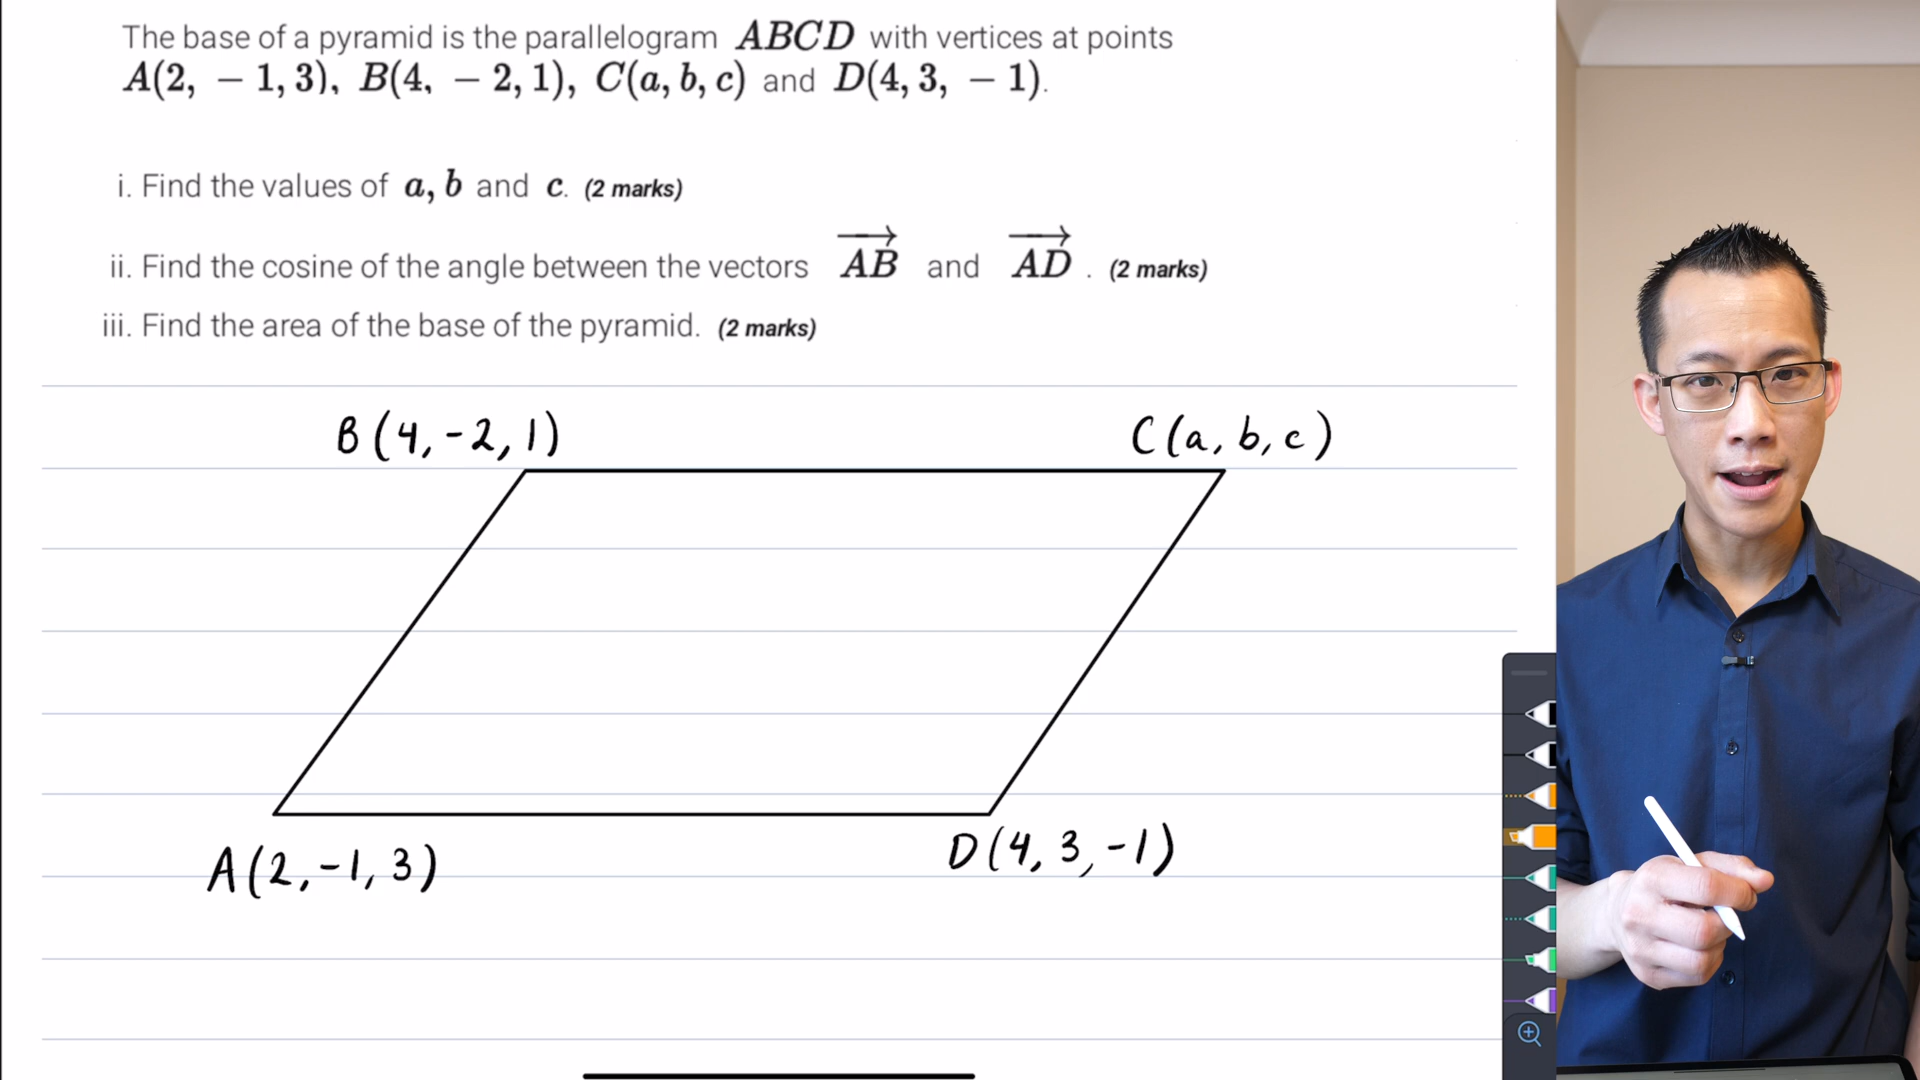 The base of a pyramid is the parallelogram ABCD with vertices at points
A(2, −1, 3), B(4, −2, 1), C(a, b, c) and D(4, 3, −1).
i. Find the values of a, b and c. (2 marks)
ii. Find the cosine of the angle between the vectors \overrightarrow{AB} and \overrightarrow{AD} . (2 marks)
iii. Find the area of the base of the pyramid. (2 marks)
B(4,-2,1) C(a, b, c)
A(2,-1,3) D(4,3,-1)